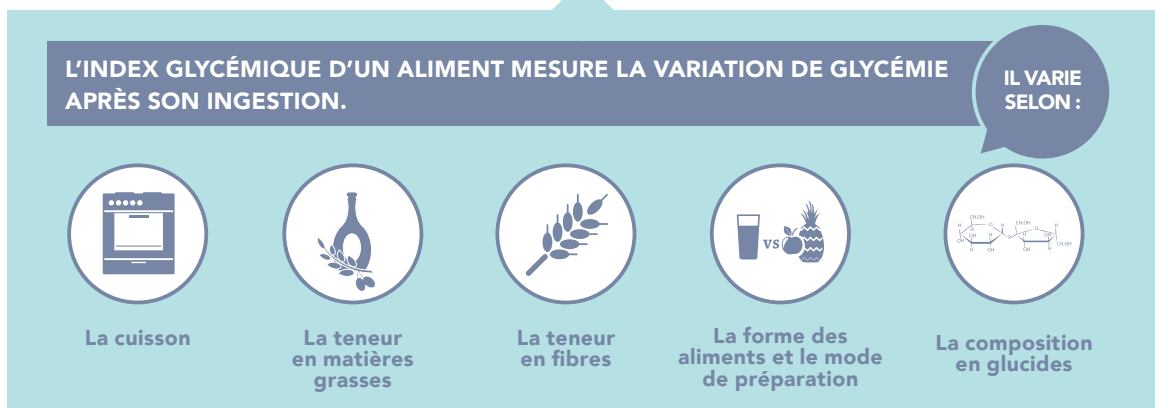 L'INDEX GLYCÉMIQUE D'UN ALIMENT MESURE LA VARIATION DE GLYCÉMIE
APRÈS SON INGESTION.
IL VARIE
SELON :
VS
La cuisson
La teneur
en matières
grasses
La teneur
en fibres
La forme des
aliments et le mode
de préparation
La composition
en glucides